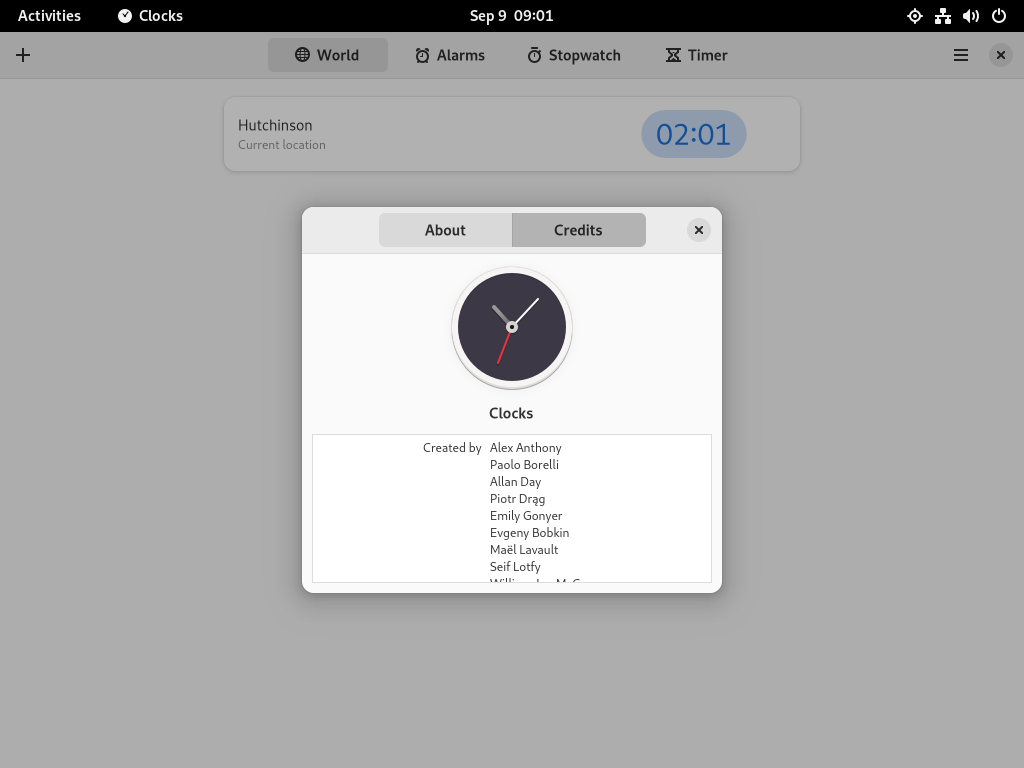 Activities
Clocks
Sep 9 09:01
World
Alarms
Stopwatch
Timer
Hutchinson
Current location
02:01
About
Credits
Clocks
Created by Alex Anthony
Paolo Borelli
Allan Day
Piotr Drąg
Emily Gonyer
Evgeny Bobkin
Maël Lavault
Seif Lotfy